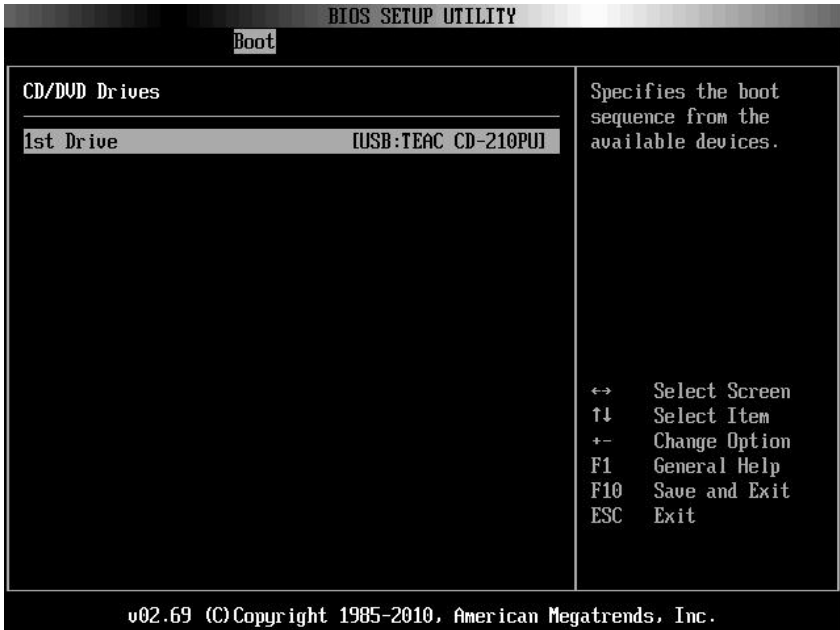 BIOS SETUP UTILITY
Boot
CD/DVD Drives
1st Drive [USB:TEAC CD-210PU]
Specifies the boot
sequence from the
available devices.
←→ Select Screen
↑↓ Select Item
+- Change Option
F1 General Help
F10 Save and Exit
ESC Exit
v02.69 (C)Copyright 1985-2010, American Megatrends, Inc.